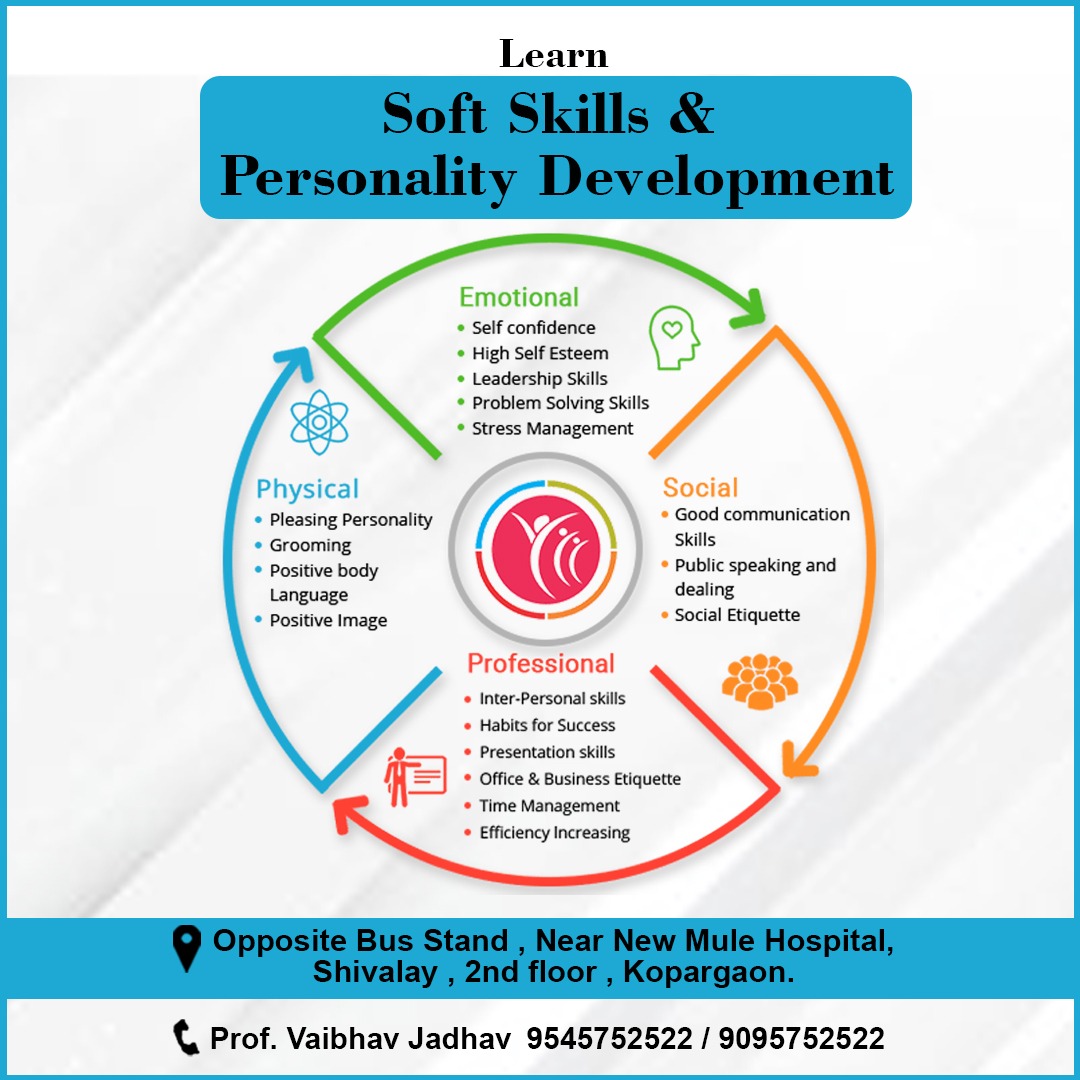 Learn
Soft Skills &
Personality Development
Emotional
• Self confidence
• High Self Esteem
• Leadership Skills
• Problem Solving Skills
• Stress Management
Social
• Good communication
Skills
• Public speaking and
dealing
• Social Etiquette
Professional
• Inter-Personal skills
• Habits for Success
• Presentation skills
• Office & Business Etiquette
• Time Management
• Efficiency Increasing
Physical
• Pleasing Personality
• Grooming
• Positive body
Language
• Positive Image
Opposite Bus Stand , Near New Mule Hospital,
Shivalay , 2nd floor , Kopargaon.
Prof. Vaibhav Jadhav 9545752522 / 9095752522